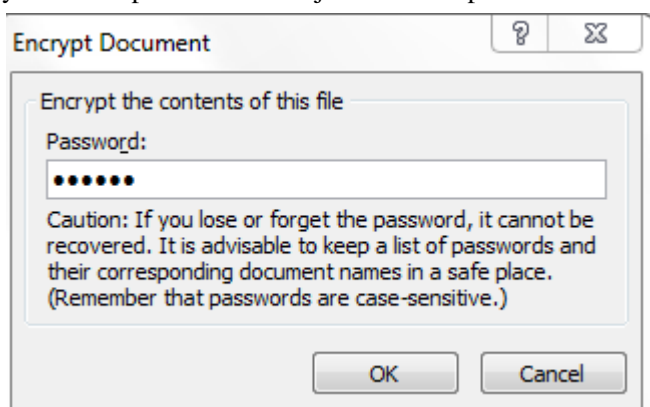 Encrypt Document
Encrypt the contents of this file
Password:
••••••
Caution: If you lose or forget the password, it cannot be
recovered. It is advisable to keep a list of passwords and
their corresponding document names in a safe place.
(Remember that passwords are case-sensitive.)
OK Cancel